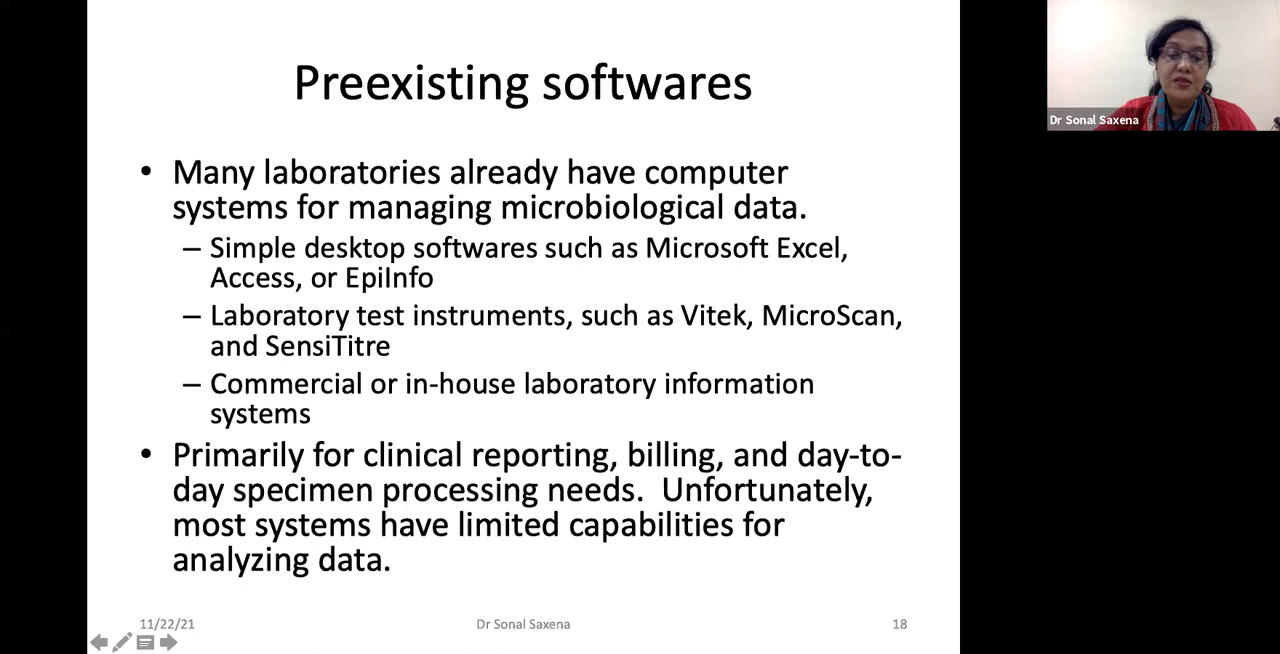 Preexisting softwares
• Many laboratories already have computer
systems for managing microbiological data.
– Simple desktop softwares such as Microsoft Excel,
Access, or EpiInfo
– Laboratory test instruments, such as Vitek, MicroScan,
and SensiTitre
– Commercial or in-house laboratory information
systems
• Primarily for clinical reporting, billing, and day-to-
day specimen processing needs.  Unfortunately,
most systems have limited capabilities for
analyzing data.
11/22/21
Dr Sonal Saxena
18
Dr Sonal Saxena